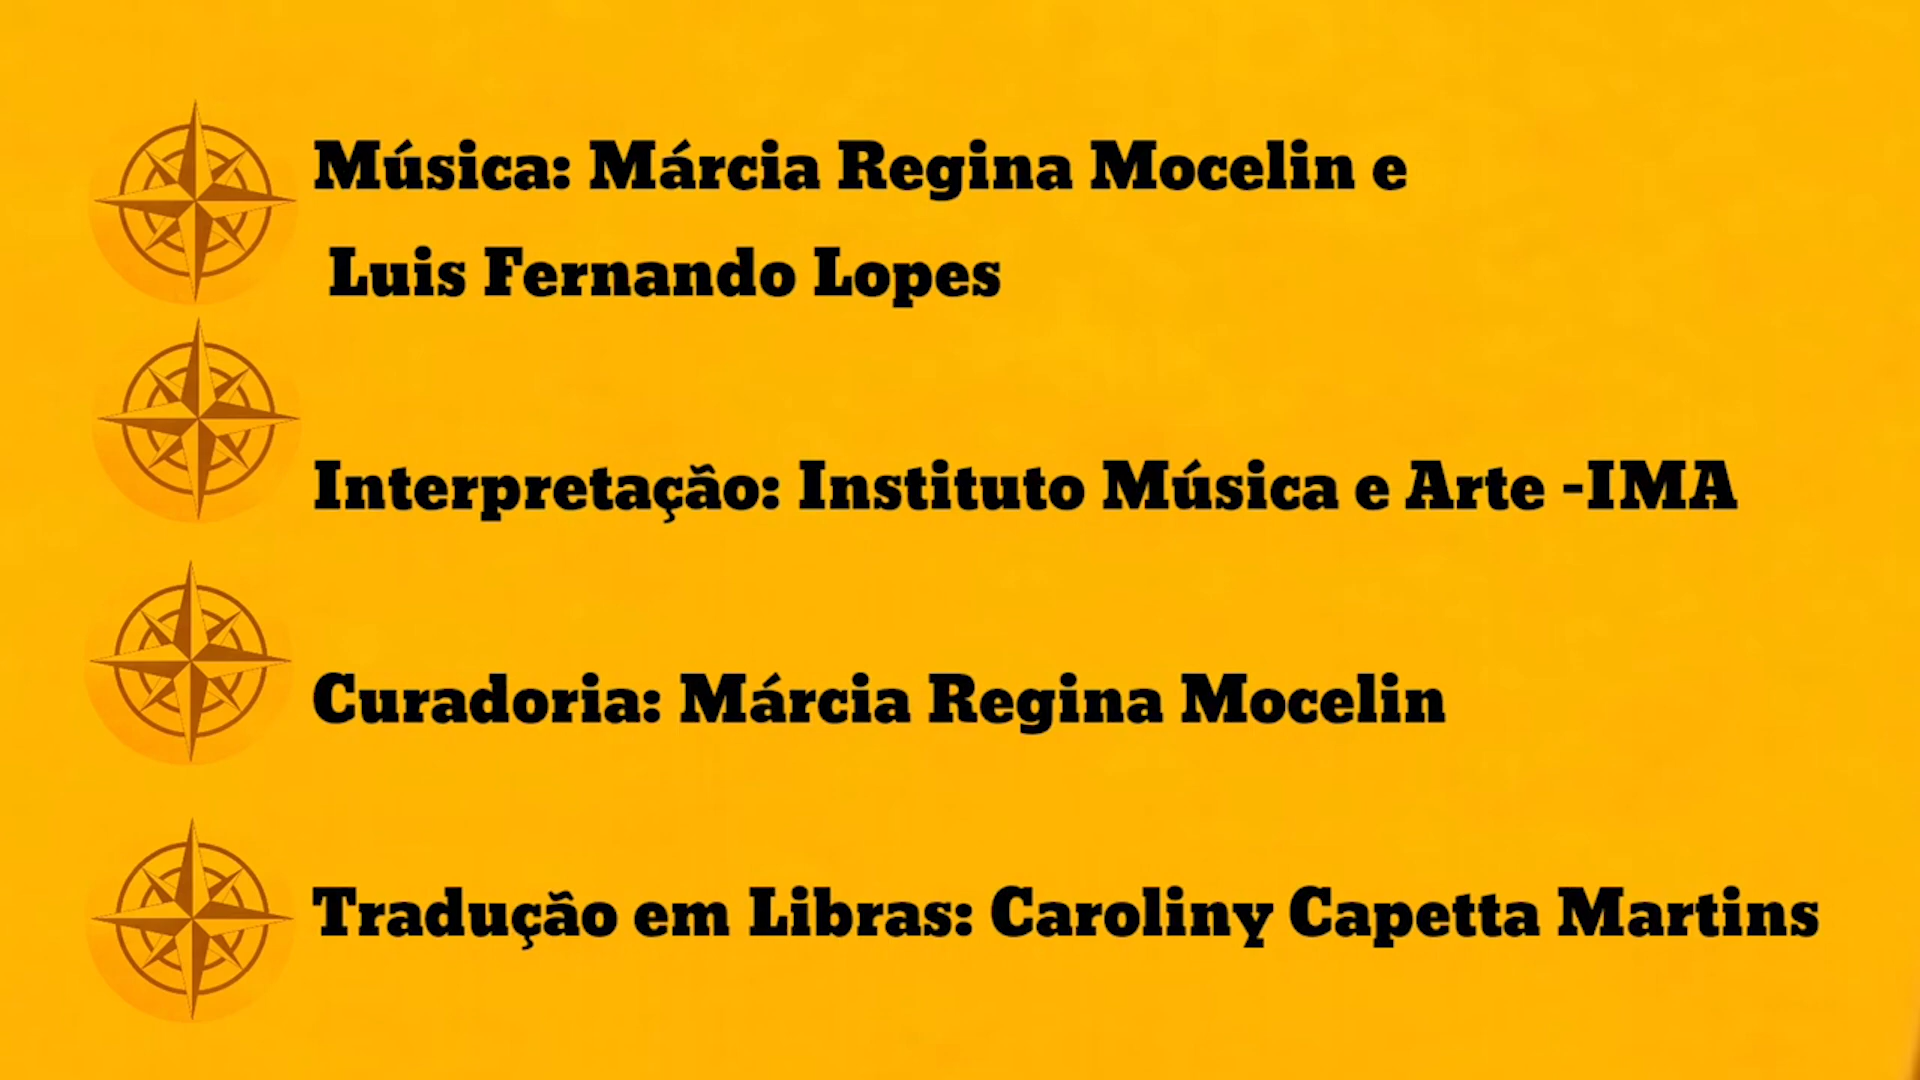 Música: Márcia Regina Mocelin e
Luis Fernando Lopes
Interpretação: Instituto Música e Arte -IMA
Curadoria: Márcia Regina Mocelin
Tradução em Libras: Caroliny Capetta Martins